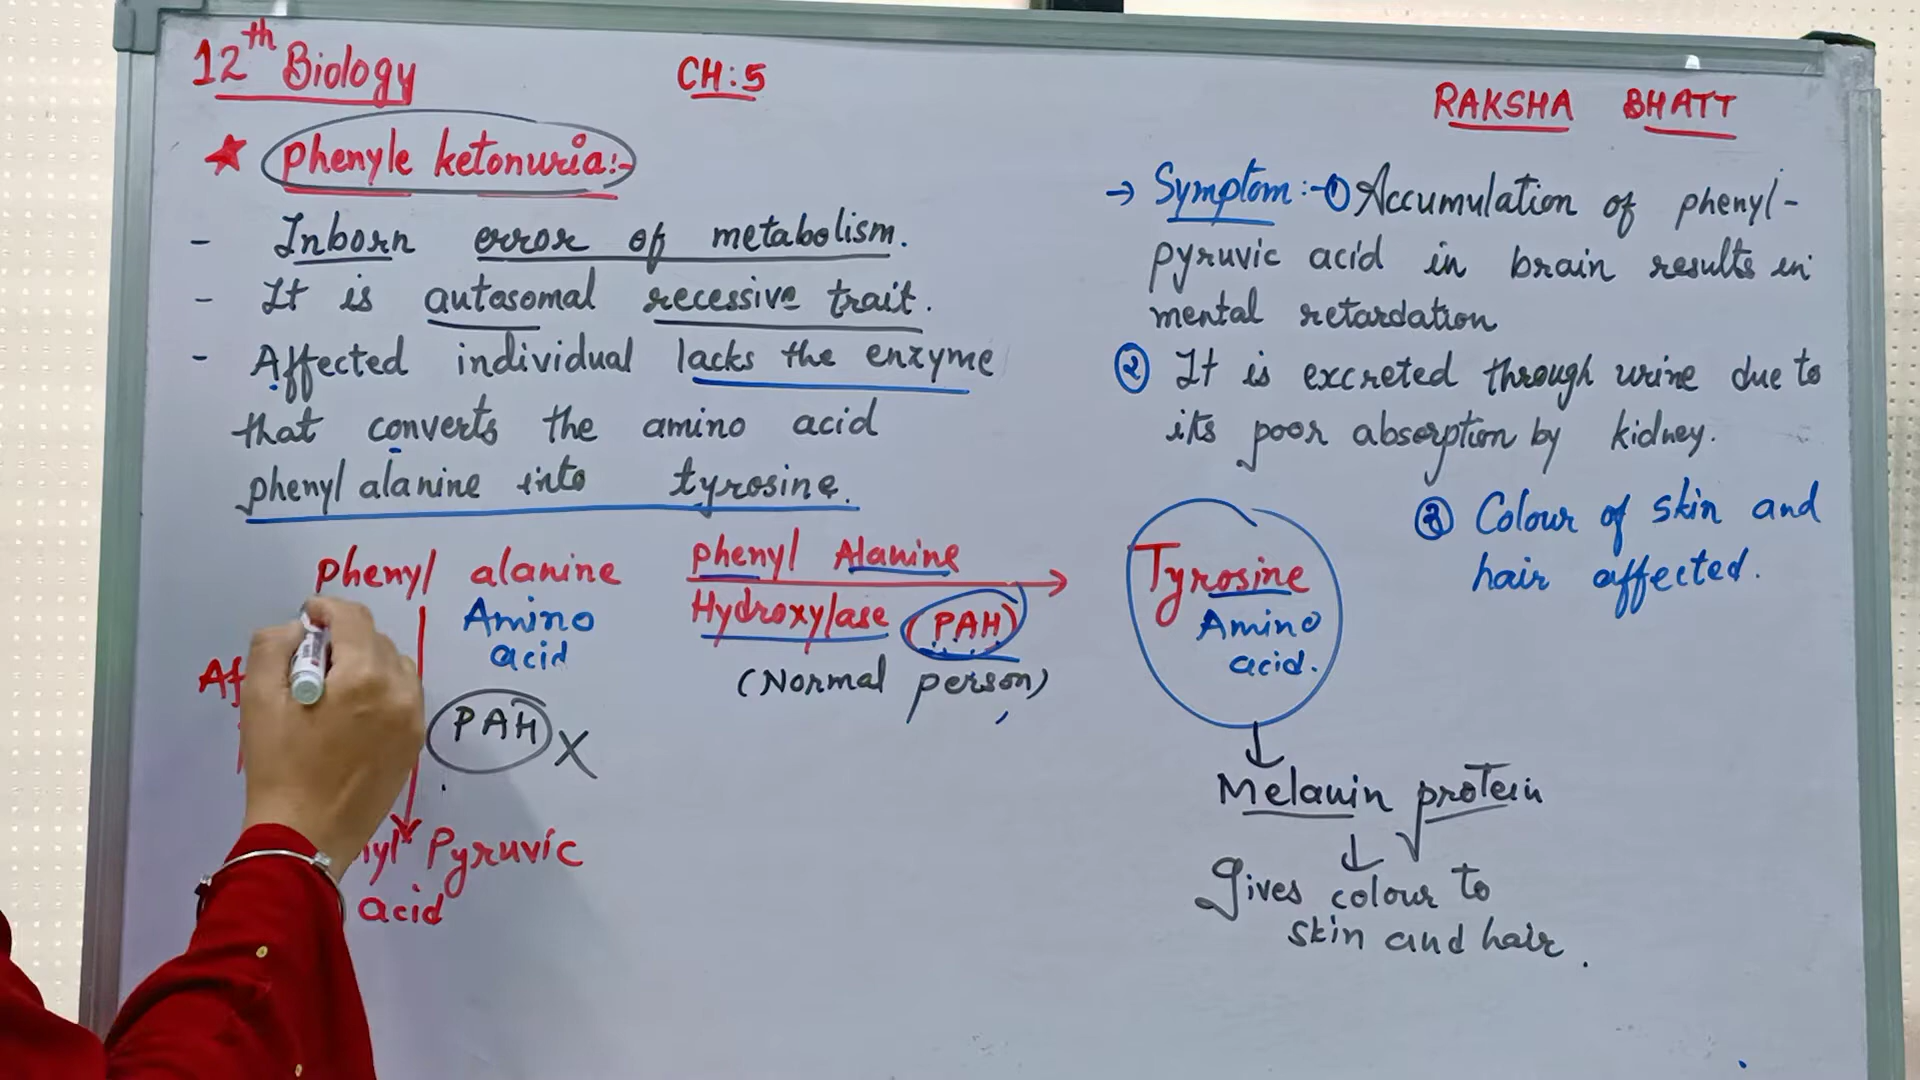 12th Biology
CH:5
RAKSHA BHATT
phenyle ketonuria:-
- Inborn error of metabolism.
- It is autosomal recessive trait.
- Affected individual lacks the enzyme
that converts the amino acid
phenyl alanine into tyrosine.
phenyl alanine
Amino
acid
PAH X
Pyruvic
acid
phenyl Alanine
Hydroxylase (PAH)
(Normal person)
Tyrosine
Amino
acid.
↓
Melanin protein
↓
Gives colour to
skin and hair.
→ Symptom:-① Accumulation of phenyl-
pyruvic acid in brain results in
mental retardation
② It is excreted through urine due to
its poor absorption by kidney.
③ Colour of skin and
hair affected.